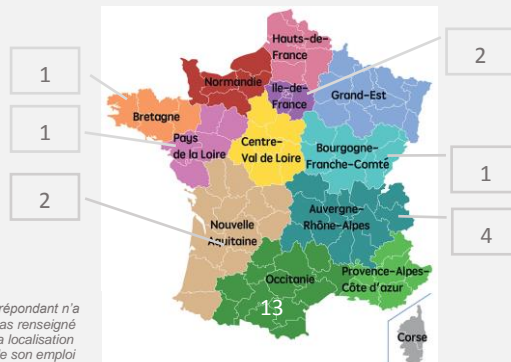 Hauts-de-
France
2
1
Normandie
Ile-de-
France
Grand-Est
Bretagne
1
Pays
de la Loire
Centre-
Val de Loire
Bourgogne-
Franche-Comté
1
2
Nouvelle
Aquitaine
Auvergne-
Rhône-Alpes
4
Occitanie
Provence-Alpes-
Côte d'azur
13
répondant n'a
as renseigné
a localisation
e son emploi
Corse